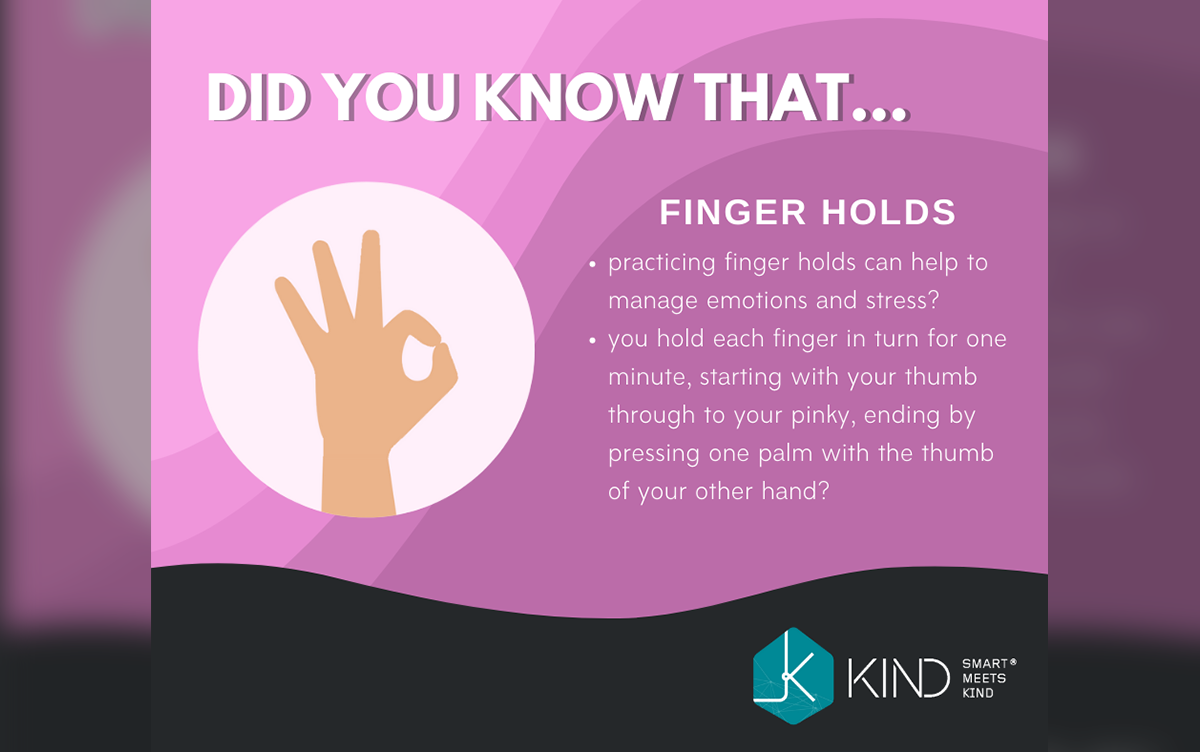 DID YOU KNOW THAT...
FINGER HOLDS
• practicing finger holds can help to
manage emotions and stress?
• you hold each finger in turn for one
minute, starting with your thumb
through to your pinky, ending by
pressing one palm with the thumb
of your other hand?
KIND
SMART®
MEETS
KIND